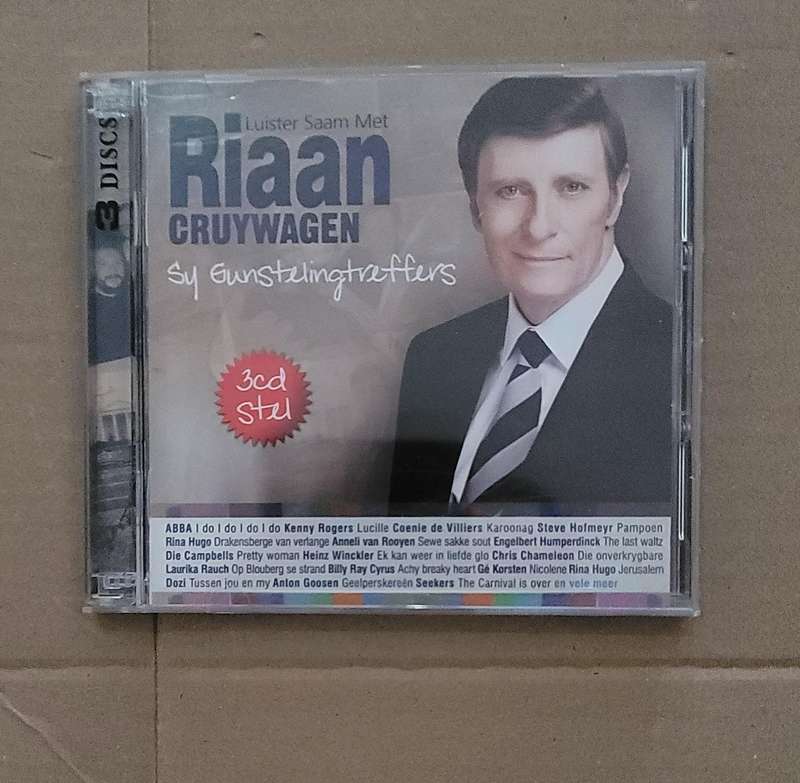 3 DISCS
Luister Saam Met
Riaan
CRUYWAGEN
Sy Gunstelingtreffers
3cd
stel
ABBA I do I do I do I do Kenny Rogers Lucille Coenie de Villiers Karoonag Steve Hofmeyr Pampoen
Rina Hugo Drakensberge van verlange Anneli van Rooyen Sewe sakke sout Engelbert Humperdinck The last waltz
Die Campbells Pretty woman Heinz Winckler Ek kan weer in liefde glo Chris Chameleon Die onverkrygbare
Laurika Rauch Op Blouberg se strand Billy Ray Cyrus Achy breaky heart Gé Korsten Nicolene Rina Hugo Jerusalem
Dozi Tussen jou en my Anton Goosen Geelperskereën Seekers The Carnival is over en vele meer